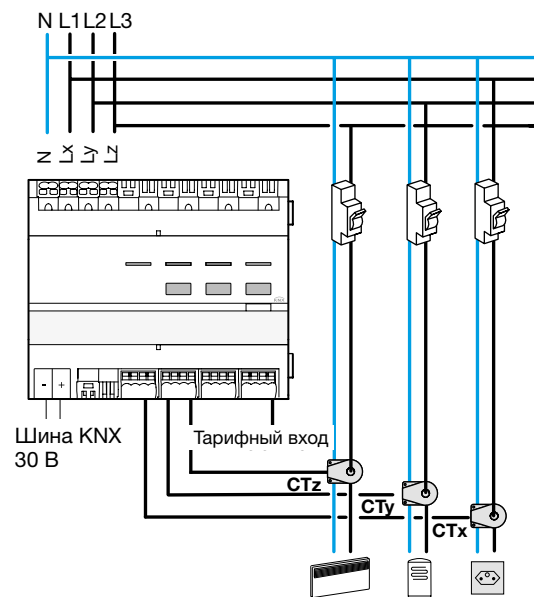 N L1 L2 L3
N Lx Ly Lz
- +
Шина KNX
30 В
Тарифный вход
CTz
CTy
CTx